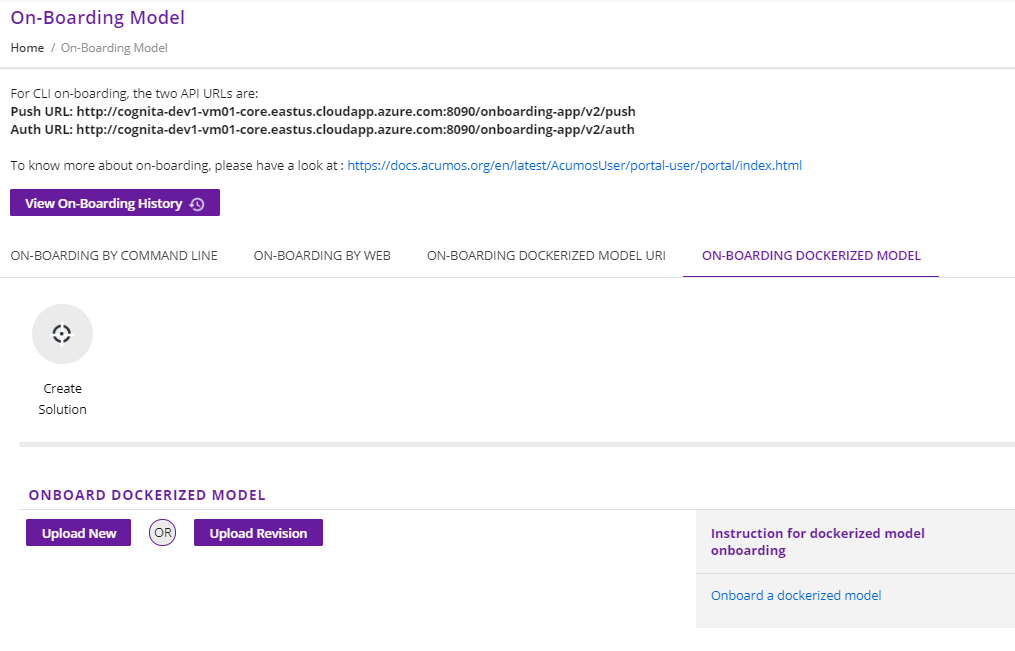 On-Boarding Model
Home / On-Boarding Model
For CLI on-boarding, the two API URLs are:
Push URL: http://cognita-dev1-vm01-core.eastus.cloudapp.azure.com:8090/onboarding-app/v2/push
Auth URL: http://cognita-dev1-vm01-core.eastus.cloudapp.azure.com:8090/onboarding-app/v2/auth
To know more about on-boarding, please have a look at : https://docs.acumos.org/en/latest/AcumosUser/portal-user/portal/index.html
View On-Boarding History
ON-BOARDING BY COMMAND LINE ON-BOARDING BY WEB ON-BOARDING DOCKERIZED MODEL URI ON-BOARDING DOCKERIZED MODEL
Create
Solution
ONBOARD DOCKERIZED MODEL
Upload New OR Upload Revision
Instruction for dockerized model
onboarding
Onboard a dockerized model